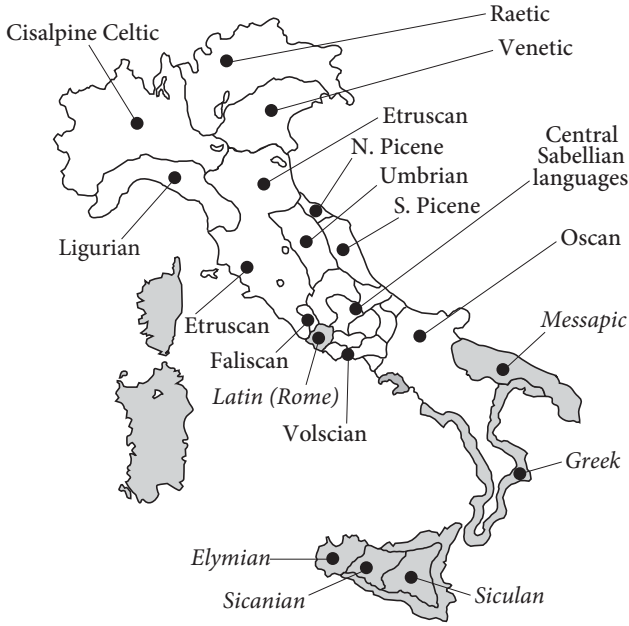 Raetic
Cisalpine Celtic
Venetic
Etruscan
Central
Sabellian
languages
N. Picene
Umbrian
S. Picene
Oscan
Ligurian
Messapic
Etruscan
Faliscan
Latin (Rome)
Volscian
Greek
Elymian
Sicanian
Siculan